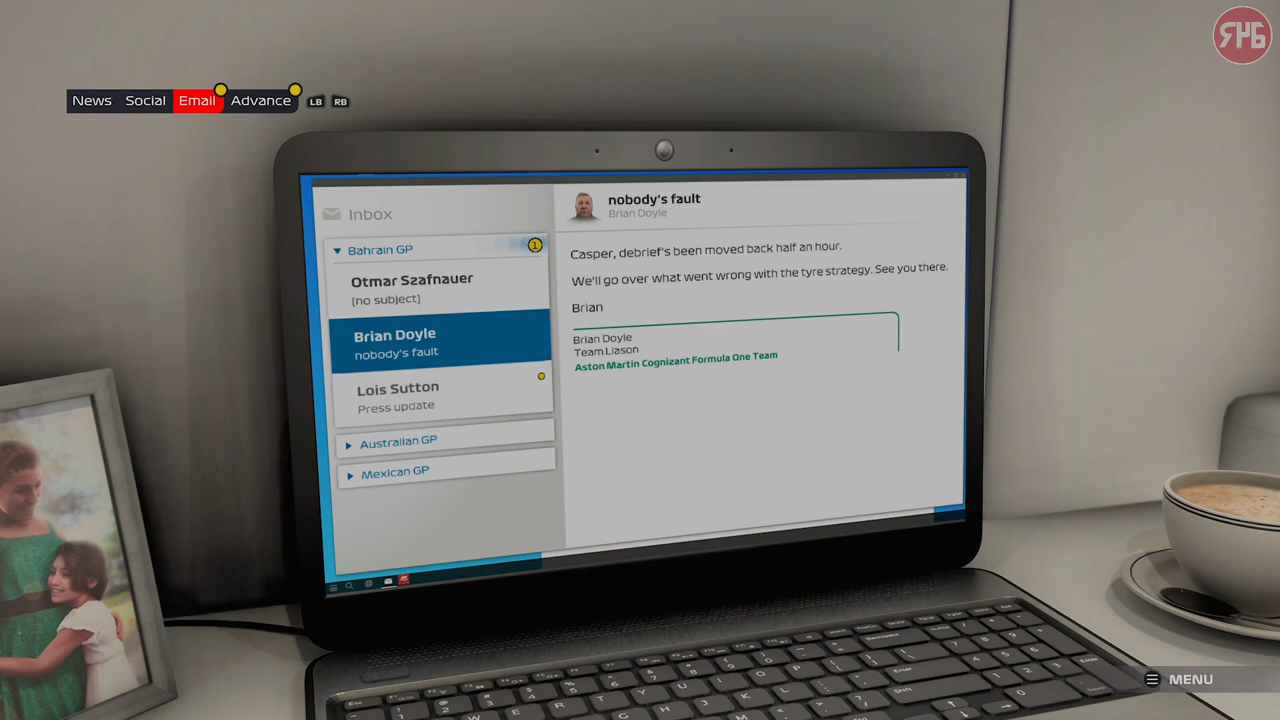 ЯНБ
News Social Email Advance LB RB
Inbox
Bahrain GP 1
Otmar Szafnauer
[no subject]
Brian Doyle
nobody's fault
Lois Sutton
Press update
Australian GP
Mexican GP
nobody's fault
Brian Doyle
Casper, debrief's been moved back half an hour.
We'll go over what went wrong with the tyre strategy. See you there.
Brian
Brian Doyle
Team Liason
Aston Martin Cognizant Formula One Team
MENU